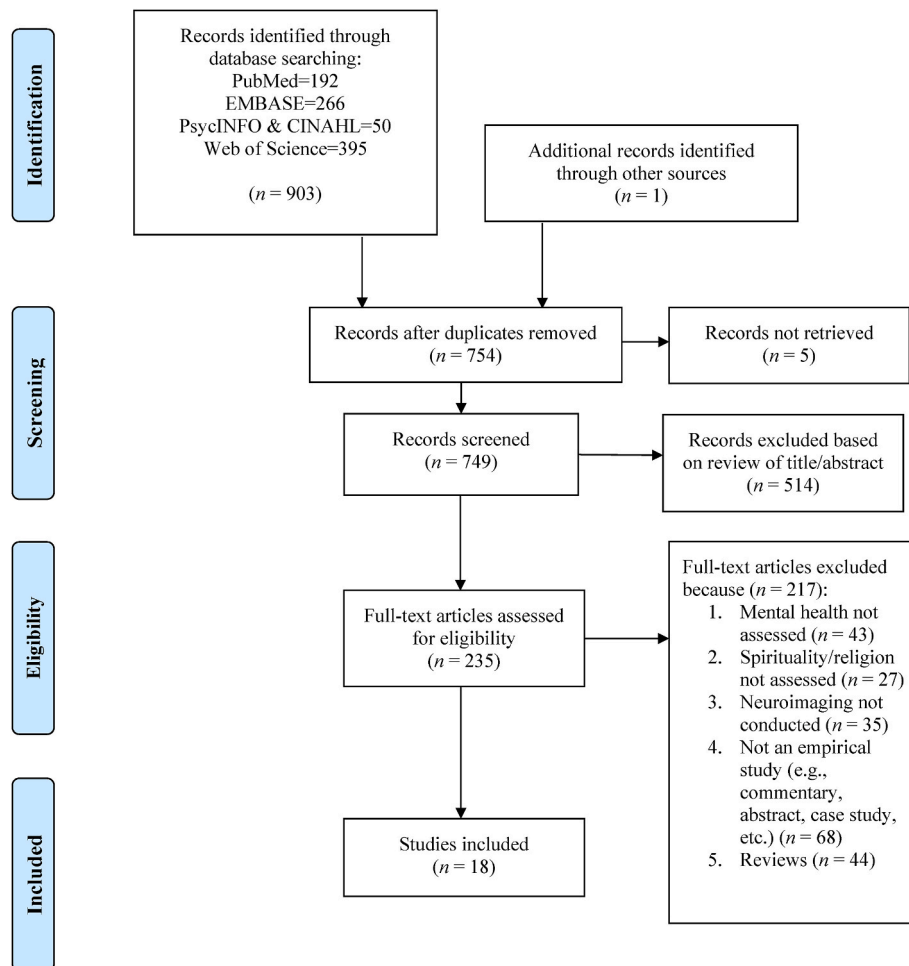 Identification
Records identified through
database searching:
PubMed=192
EMBASE=266
PsycINFO & CINAHL=50
Web of Science=395
(n = 903)
Additional records identified
through other sources
(n = 1)
Screening
Records after duplicates removed
(n = 754)
Records not retrieved
(n = 5)
Records screened
(n = 749)
Records excluded based
on review of title/abstract
(n = 514)
Eligibility
Full-text articles assessed
for eligibility
(n = 235)
Full-text articles excluded
because (n = 217):
1. Mental health not
assessed (n = 43)
2. Spirituality/religion
not assessed (n = 27)
3. Neuroimaging not
conducted (n = 35)
4. Not an empirical
study (e.g.,
commentary,
abstract, case study,
etc.) (n = 68)
5. Reviews (n = 44)
Included
Studies included
(n = 18)